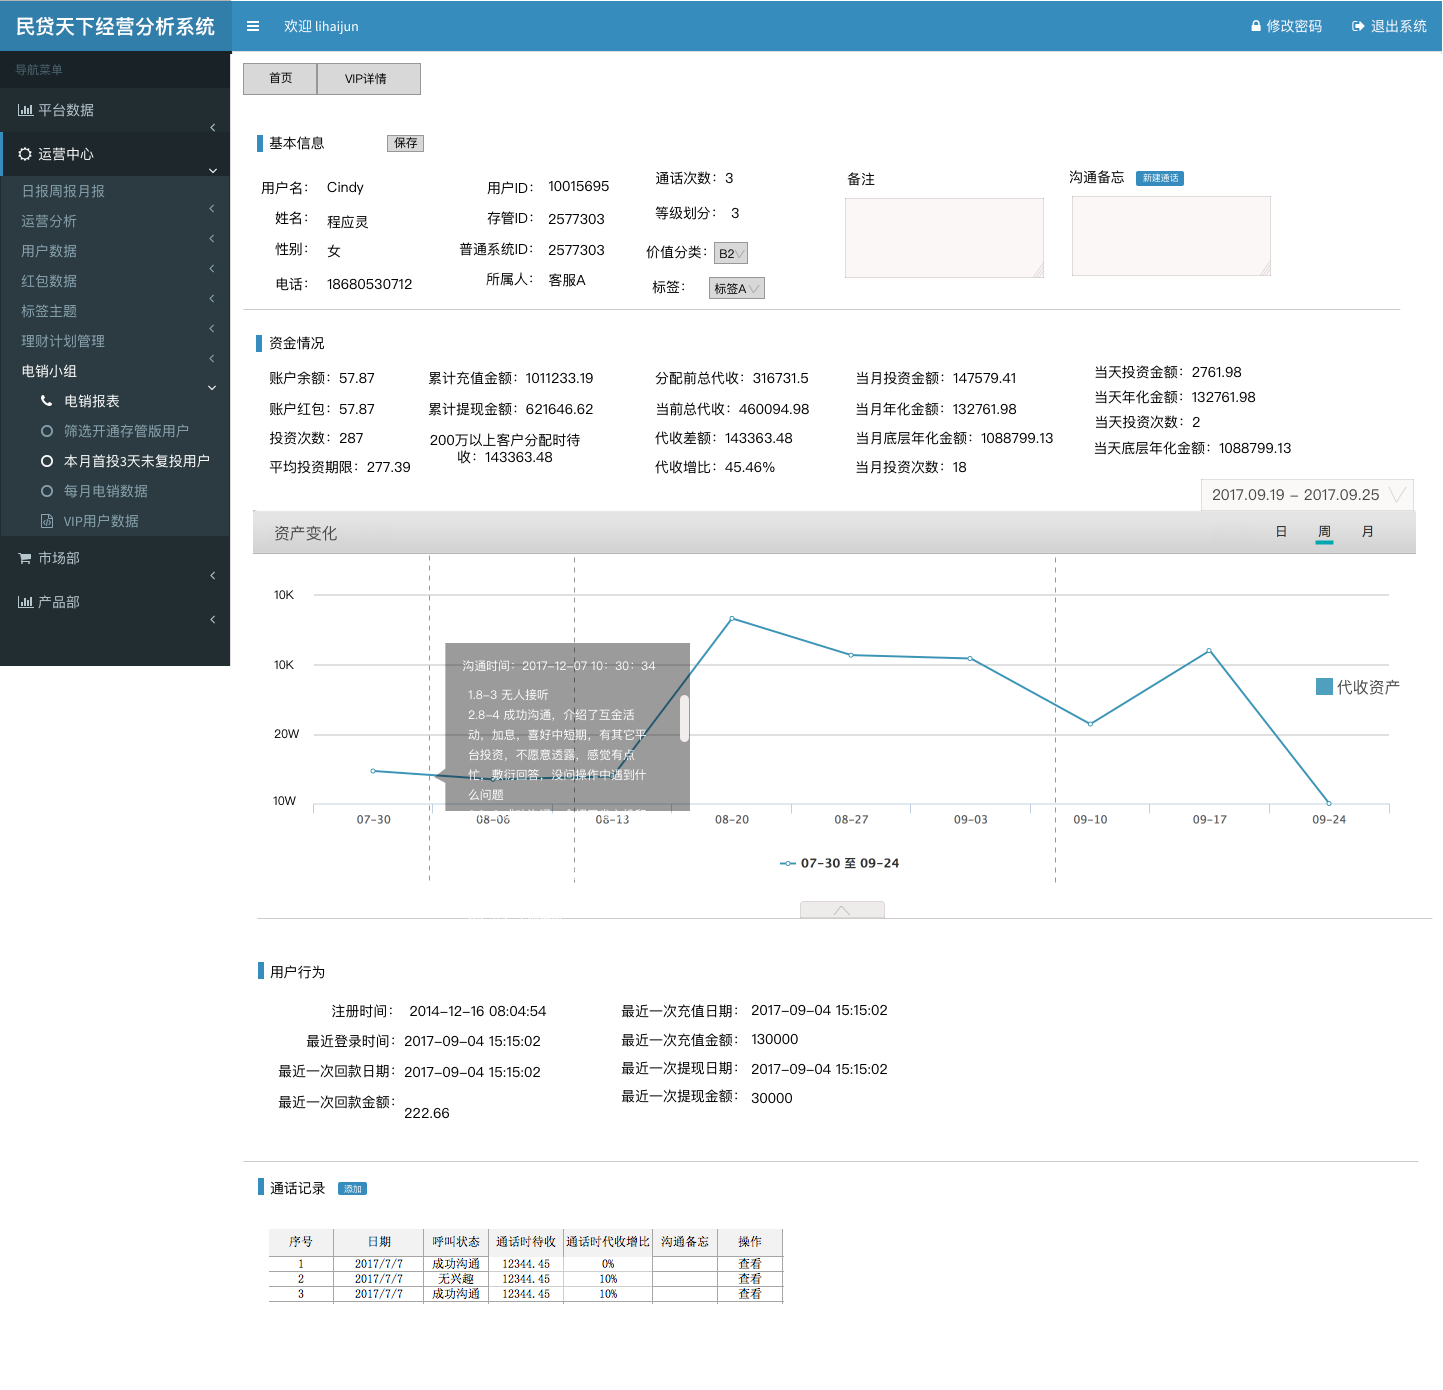 民贷天下经营分析系统
欢迎 lihaijun
修改密码
退出系统
导航菜单
平台数据
运营中心
日报周报月报
运营分析
用户数据
红包数据
标签主题
理财计划管理
电销小组
电销报表
筛选开通存管版用户
本月首投3天未复投用户
每月电销数据
VIP用户数据
市场部
产品部
首页
VIP详情
基本信息
保存
用户名： Cindy
姓名： 程应灵
性别： 女
电话： 18680530712
用户ID： 10015695
存管ID： 2577303
普通系统ID： 2577303
所属人： 客服A
通话次数：3
等级划分： 3
价值分类：B2
标签： 标签A
备注
沟通备忘 新建通话
资金情况
账户余额：57.87
账户红包：57.87
投资次数：287
平均投资期限：277.39
累计充值金额：1011233.19
累计提现金额：621646.62
200万以上客户分配时待
收：143363.48
分配前总代收：316731.5
当前总代收：460094.98
代收差额：143363.48
代收增比：45.46%
当月投资金额：147579.41
当月年化金额：132761.98
当月底层年化金额：1088799.13
当月投资次数：18
当天投资金额：2761.98
当天年化金额：132761.98
当天投资次数：2
当天底层年化金额：1088799.13
2017.09.19 – 2017.09.25
资产变化
日 周 月
10K
10K
20W
10W
沟通时间：2017-12-07 10：30：34
1.8-3 无人接听
2.8-4 成功沟通，介绍了互金活
动，加息，喜好中短期，有其它平
台投资，不愿意透露，感觉有点
忙，敷衍回答，没问操作中遇到什
么问题
代收资产
07-30 08-06 08-13 08-20 08-27 09-03 09-10 09-17 09-24
07-30 至 09-24
用户行为
注册时间： 2014-12-16 08:04:54
最近登录时间：2017-09-04 15:15:02
最近一次回款日期：2017-09-04 15:15:02
最近一次回款金额：222.66
最近一次充值日期： 2017-09-04 15:15:02
最近一次充值金额： 130000
最近一次提现日期： 2017-09-04 15:15:02
最近一次提现金额： 30000
通话记录 添加
序号 日期 呼叫状态 通话时待收 通话时代收增比 沟通备忘 操作
1 2017/7/7 成功沟通 12344.45 0% 查看
2 2017/7/7 无兴趣 12344.45 10% 查看
3 2017/7/7 成功沟通 12344.45 10% 查看